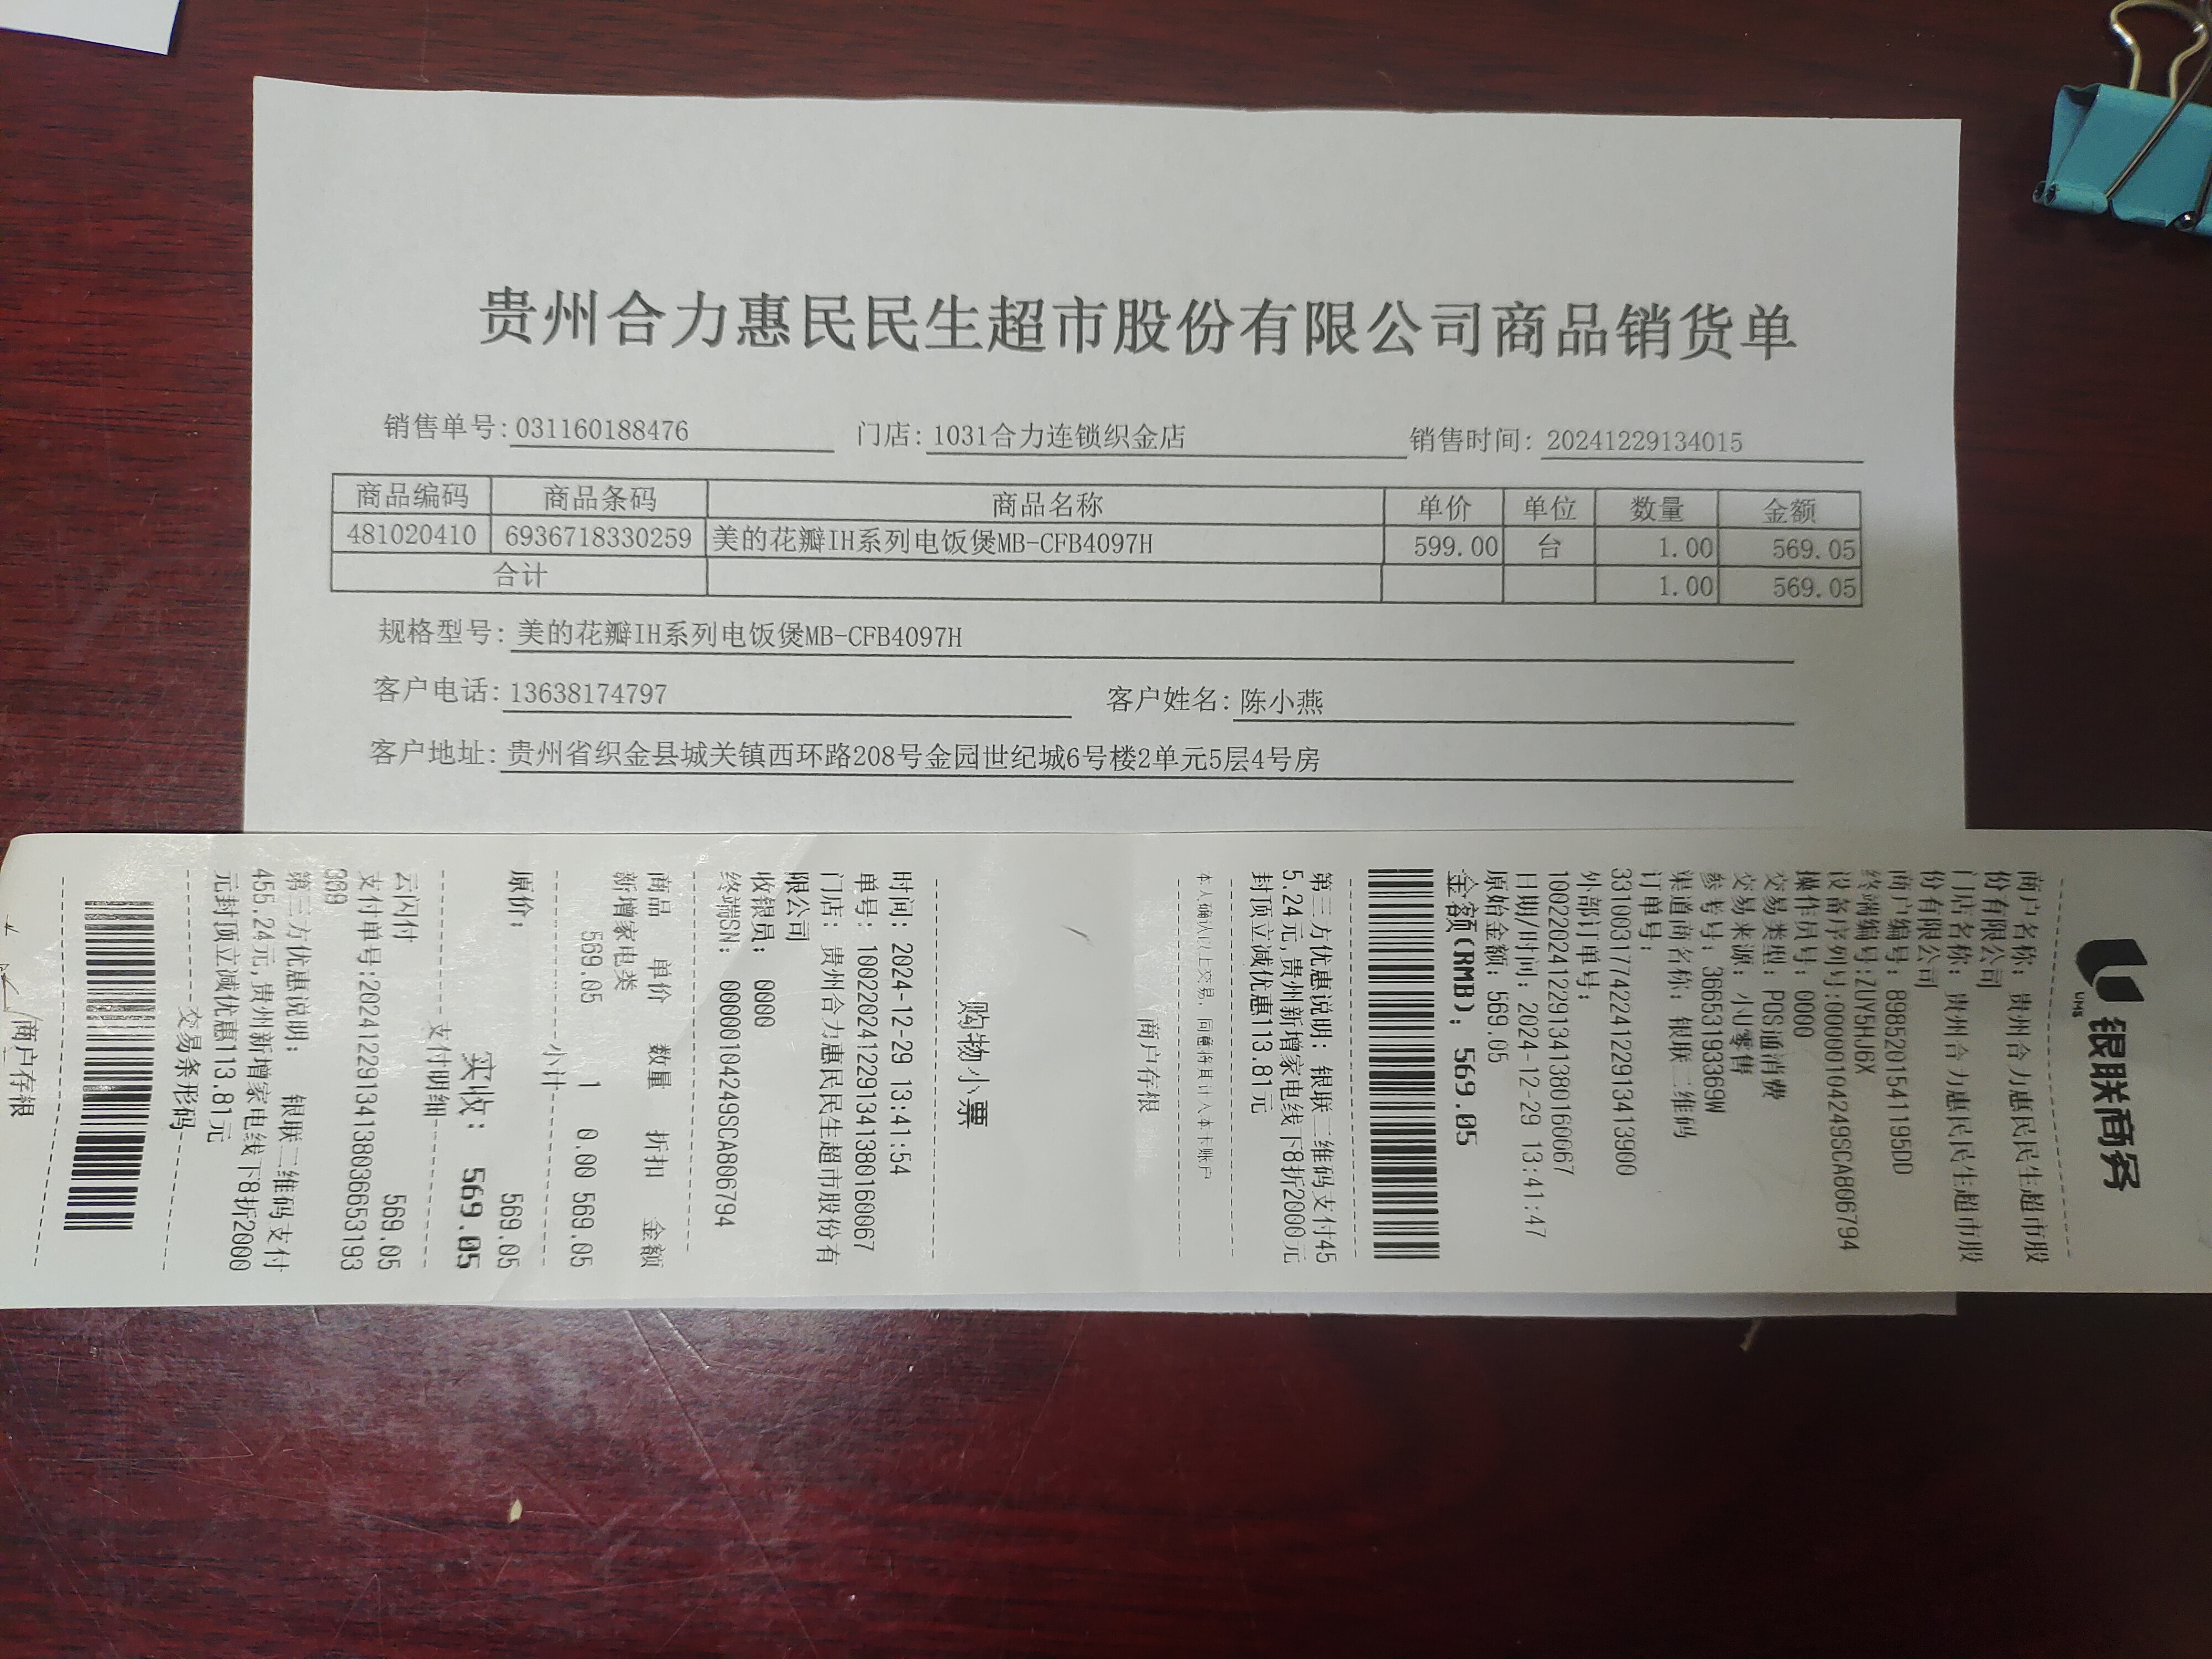 贵州合力惠民民生超市股份有限公司商品销货单
销售单号:031160188476 门店:1031合力连锁织金店 销售时间:20241229134015
商品编码 商品条码 商品名称 单价 单位 数量 金额
481020410 6936718330259 美的花瓣IH系列电饭煲MB-CFB4097H 599.00 台 1.00 569.05
合计 1.00 569.05
规格型号:美的花瓣IH系列电饭煲MB-CFB4097H
客户电话:13638174797 客户姓名:陈小燕
客户地址:贵州省织金县城关镇西环路208号金园世纪城6号楼2单元5层4号房
UMS 银联商务
商户名称:贵州合力惠民民生超市股
份有限公司
门店名称:贵州合力惠民民生超市股
份有限公司
商户编号:8985201541195DD
终端编号:ZUY5HJ6X
设备序列号:00000104249SCA806794
操作员号:0000
交易类型:POS通消费
交易来源:小U零售
参考号:36653193369W
渠道商名称:银联二维码
订单号:
33100317742241229134139​00
外部订单号:
10022024122913413801​60067
日期/时间:2024-12-29 13:41:47
原始金额:569.05
金额(RMB):569.05
第三方优惠说明:银联二维码支付45
5.24元,贵州新增家电线下8折2000元
封顶立减优惠113.81元
本人确认以上交易,同意将其计入本卡账户
商户存根
购物小票
时间:2024-12-29 13:41:54
单号:1002202412291341380160067
门店:贵州合力惠民民生超市股份有
限公司
收银员:0000
终端SN:00000104249SCA806794
商品 单价 数量 折扣 金额
新增家电类
569.05 1 0.00 569.05
小计
原价: 569.05
实收:569.05
支付明细
云闪付 569.05
支付单号:20241229134138036653193
369
第三方优惠说明:银联二维码支付
455.24元,贵州新增家电线下8折2000
元封顶立减优惠113.81元
交易条形码
商户存根